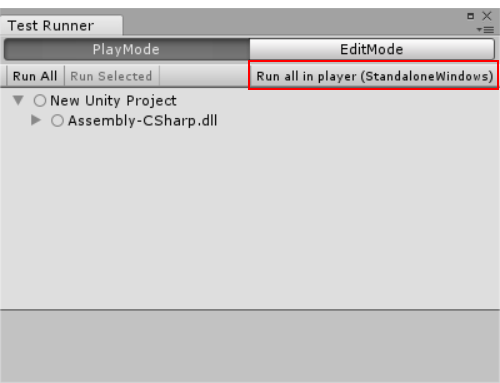 Test Runner
PlayMode EditMode
Run All Run Selected Run all in player (StandaloneWindows)
New Unity Project
Assembly-CSharp.dll